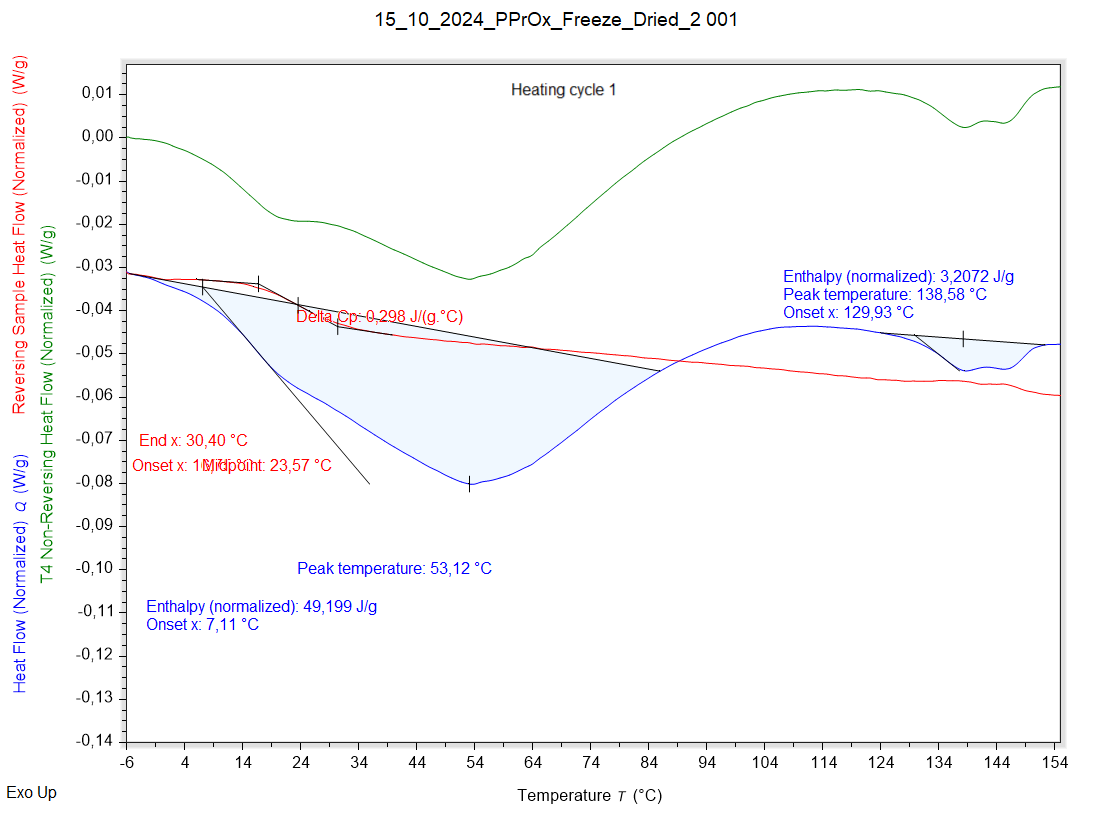 15_10_2024_PPrOx_Freeze_Dried_2 001
Heating cycle 1
Reversing Sample Heat Flow (Normalized) (W/g)
T4 Non-Reversing Heat Flow (Normalized) (W/g)
Heat Flow (Normalized) Q (W/g)
0,01
0,00
-0,01
-0,02
-0,03
-0,04
-0,05
-0,06
-0,07
-0,08
-0,09
-0,10
-0,11
-0,12
-0,13
-0,14
Enthalpy (normalized): 3,2072 J/g
Peak temperature: 138,58 °C
Onset x: 129,93 °C
Delta Cp: 0,298 J/(g.°C)
End x: 30,40 °C
Onset x:
Midpoint: 23,57 °C
Peak temperature: 53,12 °C
Enthalpy (normalized): 49,199 J/g
Onset x: 7,11 °C
-6 4 14 24 34 44 54 64 74 84 94 104 114 124 134 144 154
Exo Up
Temperature T (°C)